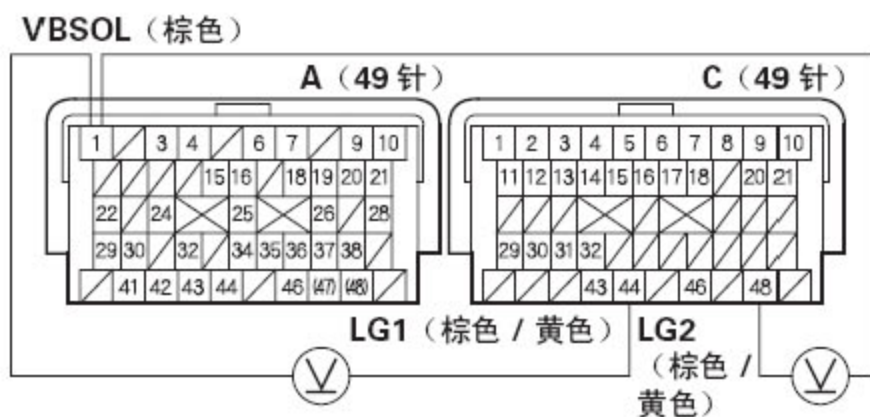 VBSOL（棕色）
A（49 针） C（49 针）
1 3 4 6 7 9 10 1 2 3 4 5 6 7 8 9 10
15 16 18 19 20 21 11 12 13 14 15 16 17 18 20 21
22 24 25 26 28
29 30 32 34 35 36 37 38 29 30 31 32
41 42 43 44 46 (47) (48) 43 44 46 48
LG1（棕色 / 黄色） LG2
（棕色 /
黄色）
V V